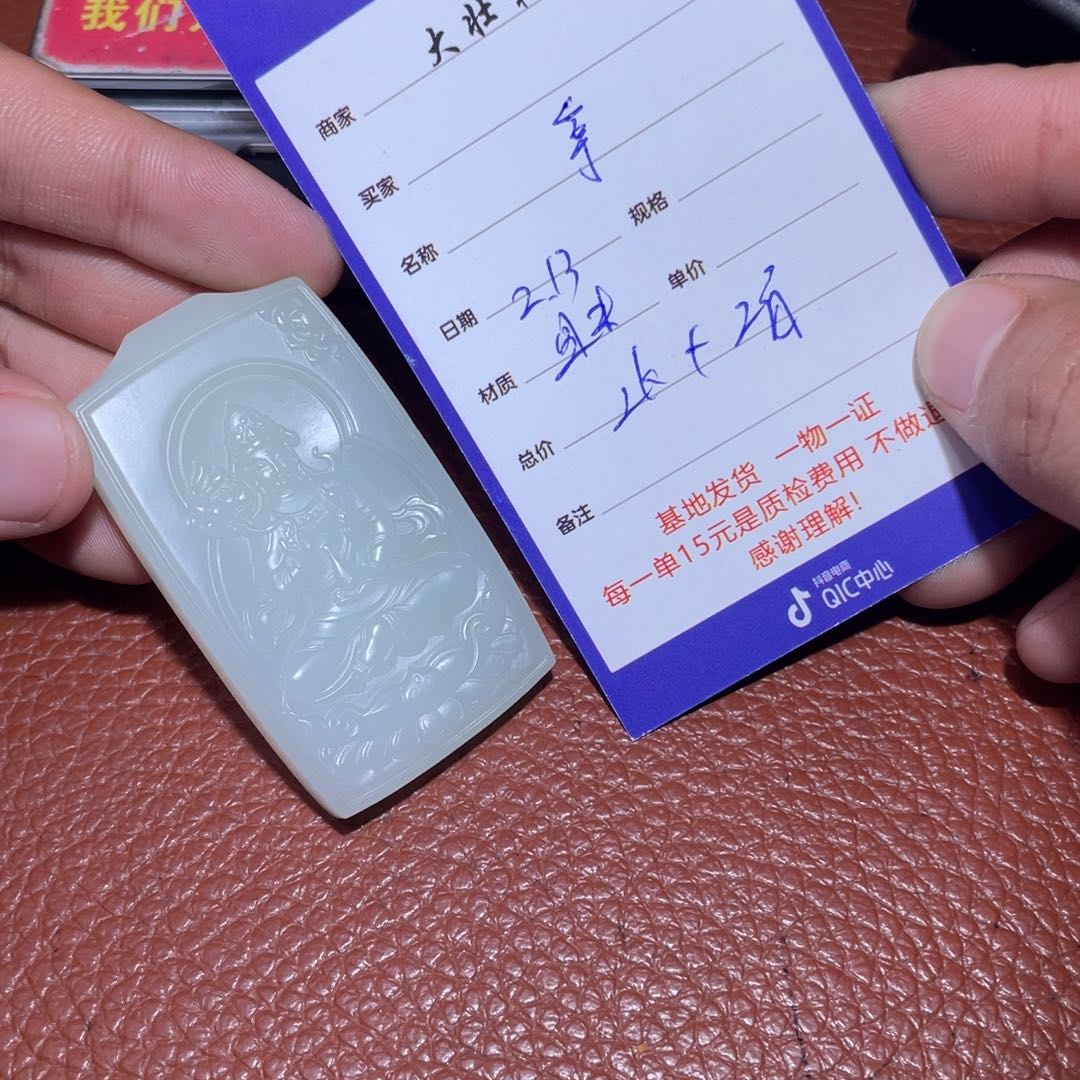 我们
大壮
商家
买家
名称
规格
日期 2.13
单价
材质
总价 2k+项
备注
基地发货 一物一证
每一单15元是质检费用 不做退
感谢理解!
抖音电商
QIC中心